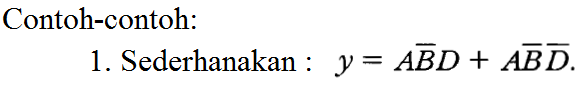 Contoh-contoh:
1. Sederhanakan : y = AB̅D + AB̅D̅.